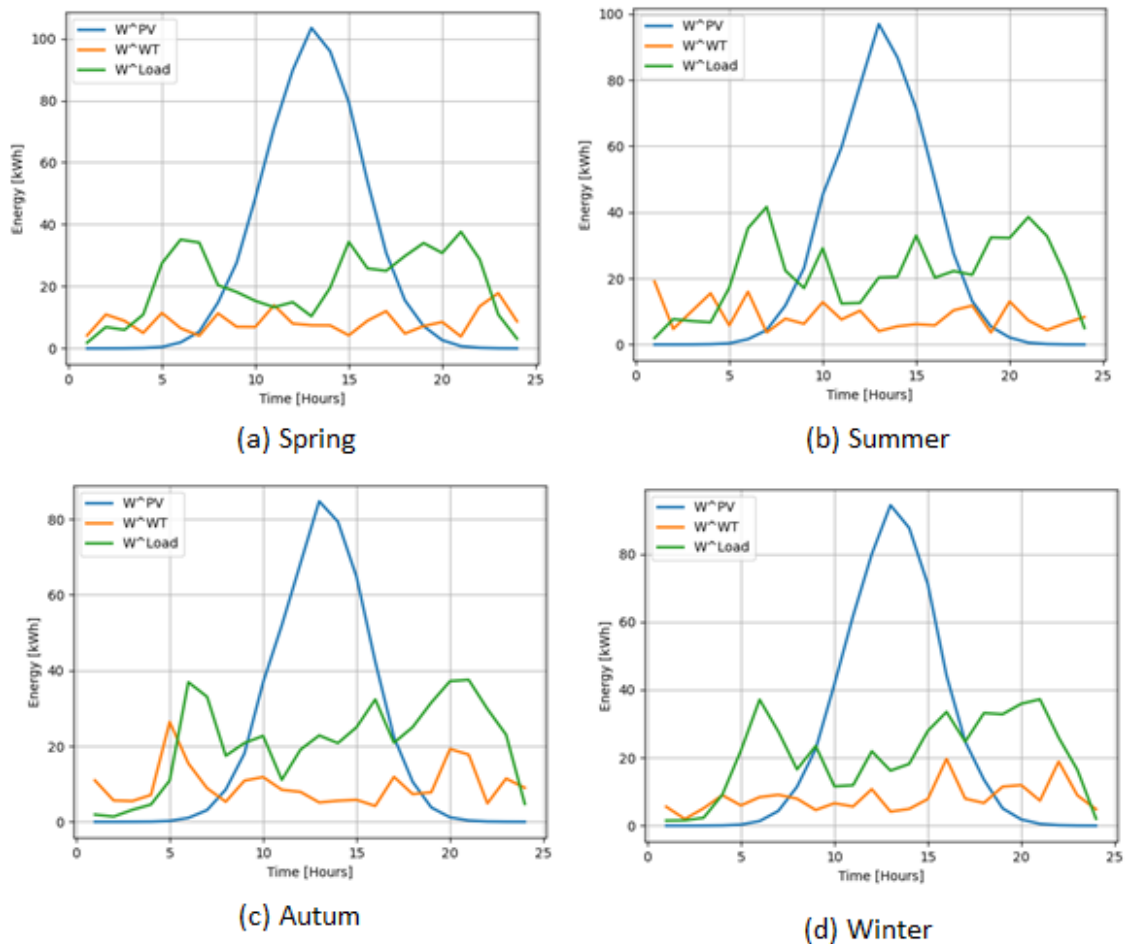 W^PV
W^WT
W^Load
100
80
60
40
20
0
Energy [kWh]
0 5 10 15 20 25
Time [Hours]
(a) Spring
W^PV
W^WT
W^Load
100
80
60
40
20
0
Energy [kWh]
0 5 10 15 20 25
Time [Hours]
(b) Summer
W^PV
W^WT
W^Load
80
60
40
20
0
Energy [kWh]
0 5 10 15 20 25
Time [Hours]
(c) Autum
W^PV
W^WT
W^Load
80
60
40
20
0
Energy [kWh]
0 5 10 15 20 25
Time [Hours]
(d) Winter